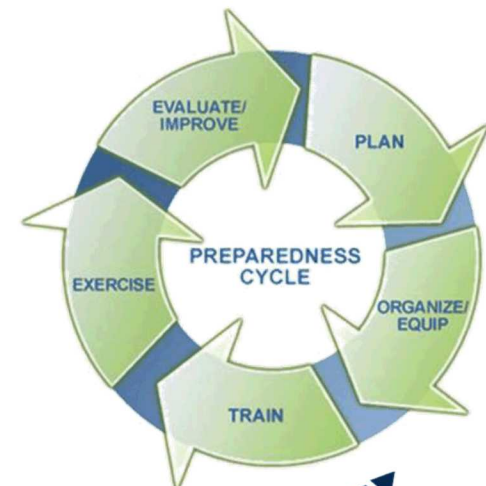 EVALUATE/
IMPROVE
PLAN
PREPAREDNESS
CYCLE
ORGANIZE/
EQUIP
EXERCISE
TRAIN